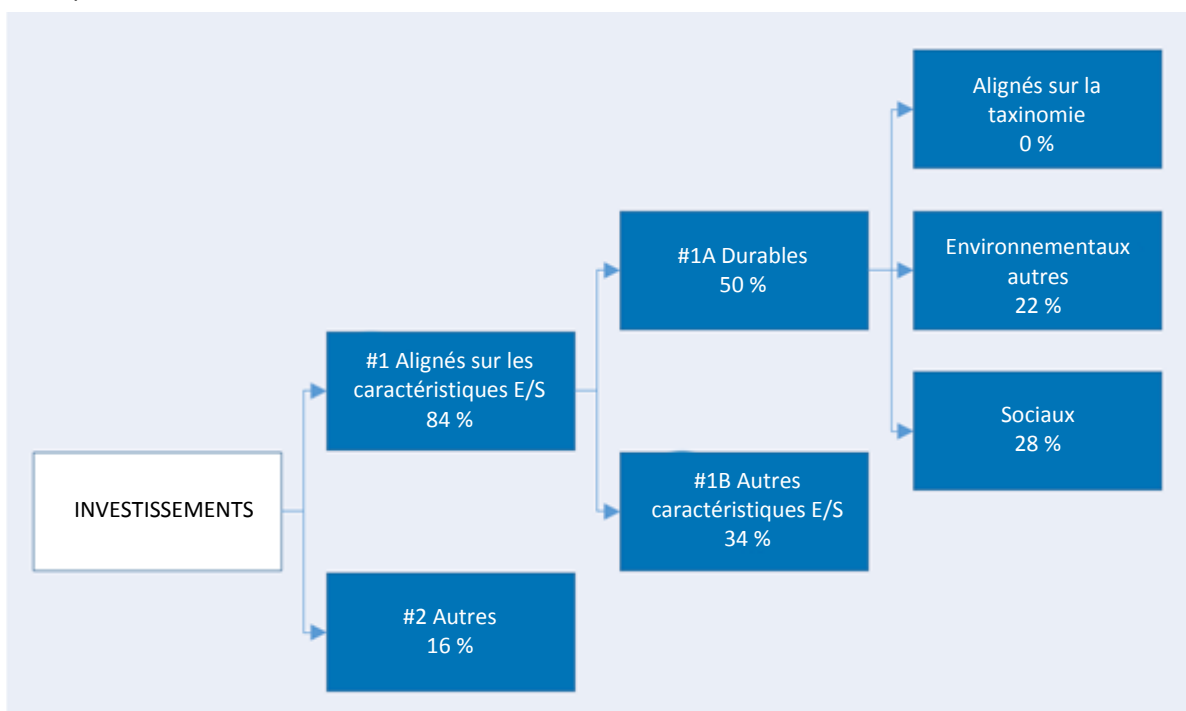 Alignés sur la
taxinomie
0 %
#1A Durables
50 %
Environnementaux
autres
22 %
#1 Alignés sur les
caractéristiques E/S
84 %
Sociaux
28 %
#1B Autres
caractéristiques E/S
34 %
INVESTISSEMENTS
#2 Autres
16 %